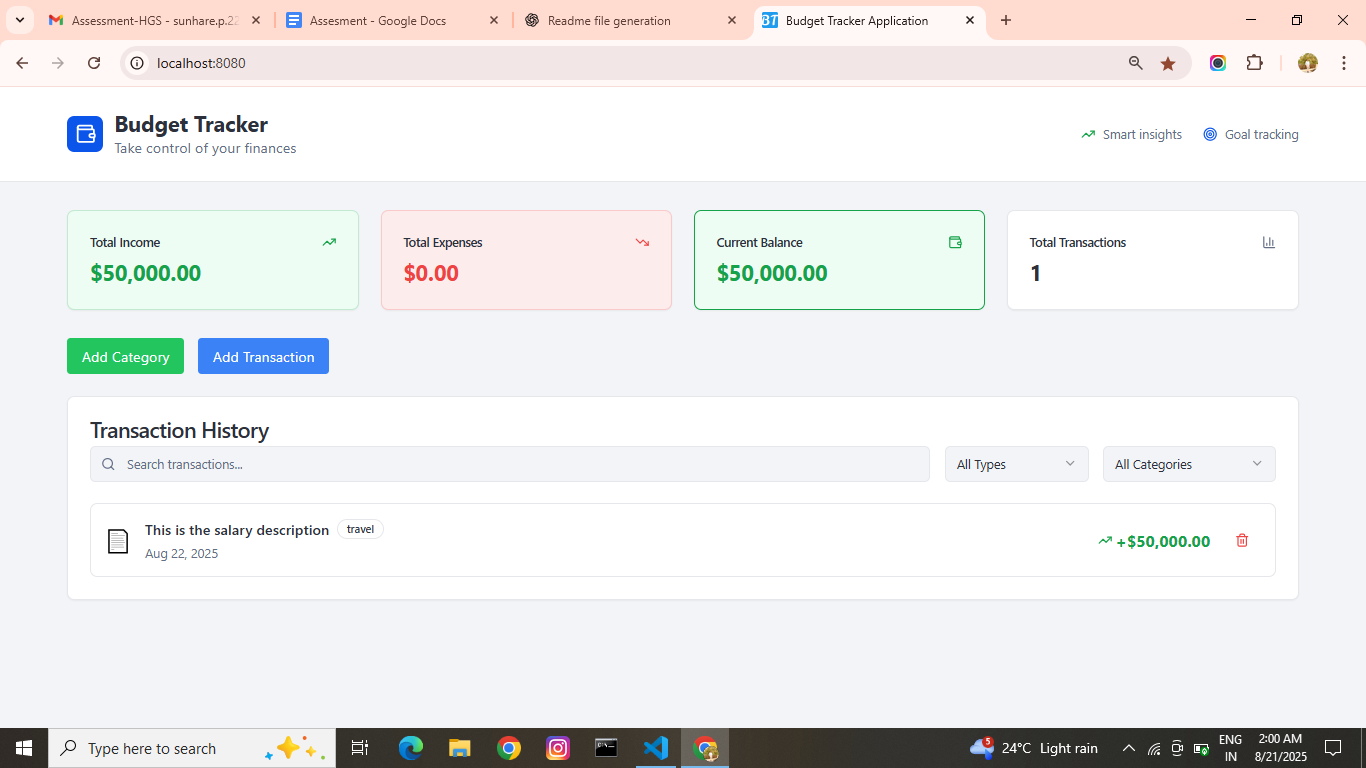 Assessment-HGS - sunhare.p.22
Assesment - Google Docs
Readme file generation
BT Budget Tracker Application
localhost:8080
Budget Tracker
Take control of your finances
Smart insights
Goal tracking
Total Income
$50,000.00
Total Expenses
$0.00
Current Balance
$50,000.00
Total Transactions
1
Add Category
Add Transaction
Transaction History
Search transactions...
All Types
All Categories
This is the salary description
travel
Aug 22, 2025
+$50,000.00
Type here to search
5
24°C Light rain
ENG
IN
2:00 AM
8/21/2025